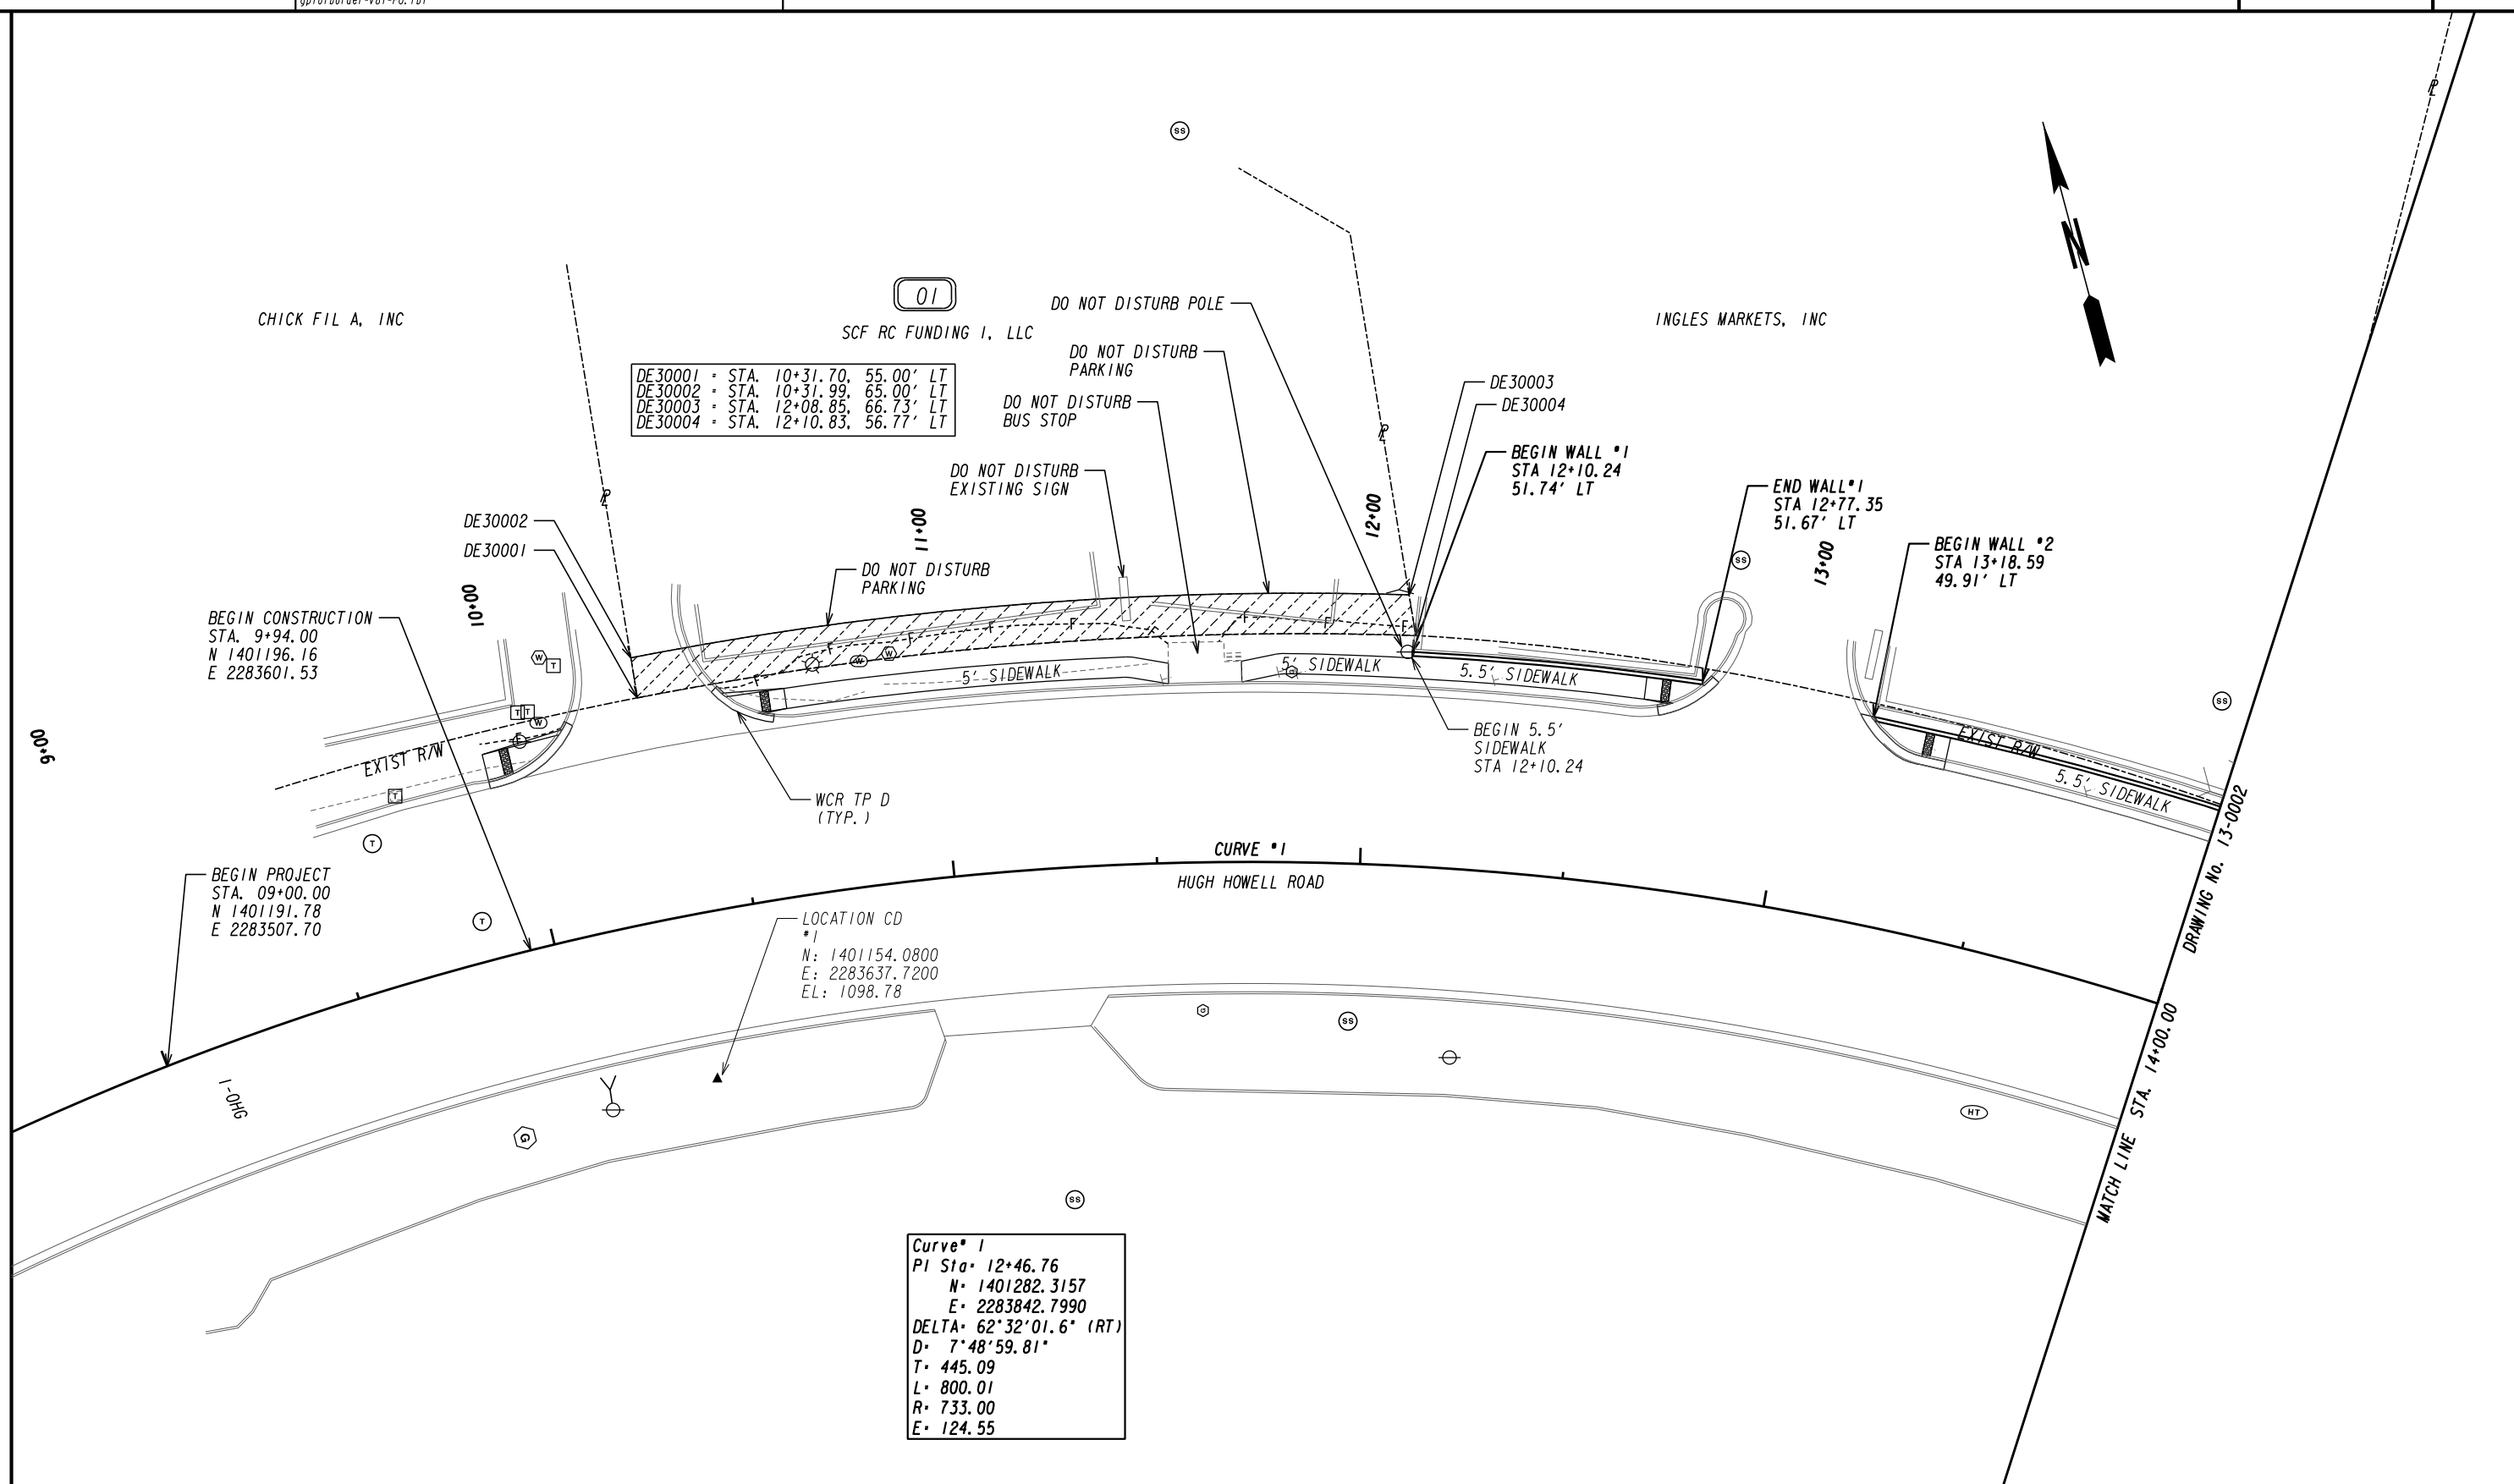 SS
CHICK FIL A, INC
01
SCF RC FUNDING 1, LLC
INGLES MARKETS, INC
N
DE30001 = STA. 10+31.70, 55.00' LT
DE30002 = STA. 10+31.99, 65.00' LT
DE30003 = STA. 12+08.85, 66.73' LT
DE30004 = STA. 12+10.83, 56.77' LT
DO NOT DISTURB POLE
DO NOT DISTURB
PARKING
DO NOT DISTURB
BUS STOP
DO NOT DISTURB
EXISTING SIGN
DE30003
DE30004
BEGIN WALL #1
STA 12+10.24
51.74' LT
END WALL#1
STA 12+77.35
51.67' LT
BEGIN WALL #2
STA 13+18.59
49.91' LT
DE30002
DE30001
DO NOT DISTURB
PARKING
9+00
10+00
11+00
12+00
13+00
SS
SS
BEGIN CONSTRUCTION
STA. 9+94.00
N 1401196.16
E 2283601.53
W
T
T
T
W
E
T
T
T
W
W
F
F
F
F
F
F
F
F
F
EXIST R/W
5' SIDEWALK
5' SIDEWALK
5.5' SIDEWALK
EXIST R/W
5.5' SIDEWALK
BEGIN 5.5'
SIDEWALK
STA 12+10.24
WCR TP D
(TYP.)
BEGIN PROJECT
STA. 09+00.00
N 1401191.78
E 2283507.70
CURVE #1
HUGH HOWELL ROAD
LOCATION CD
#1
N: 1401154.0800
E: 2283637.7200
EL: 1098.78
1-OHG
G
G
SS
HT
SS
MATCH LINE STA. 14+00.00 DRAWING No. 13-0002
Curve# 1
PI Sta= 12+46.76
N= 1401282.3157
E= 2283842.7990
DELTA= 62°32'01.6" (RT)
D= 7°48'59.81"
T= 445.09
L= 800.01
R= 733.00
E= 124.55